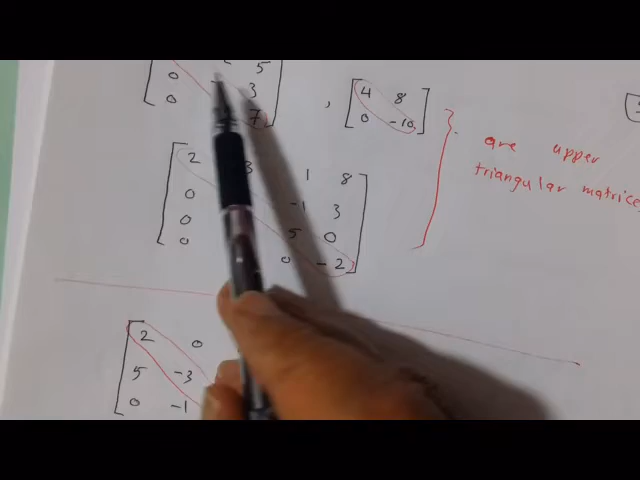 5
0 3
0 7
, 4 8
0 -10
are upper
triangular matrices
2 3 1 8
0 -1 3
0 5 0
0 0 -2
2 0
5 -3
0 -1